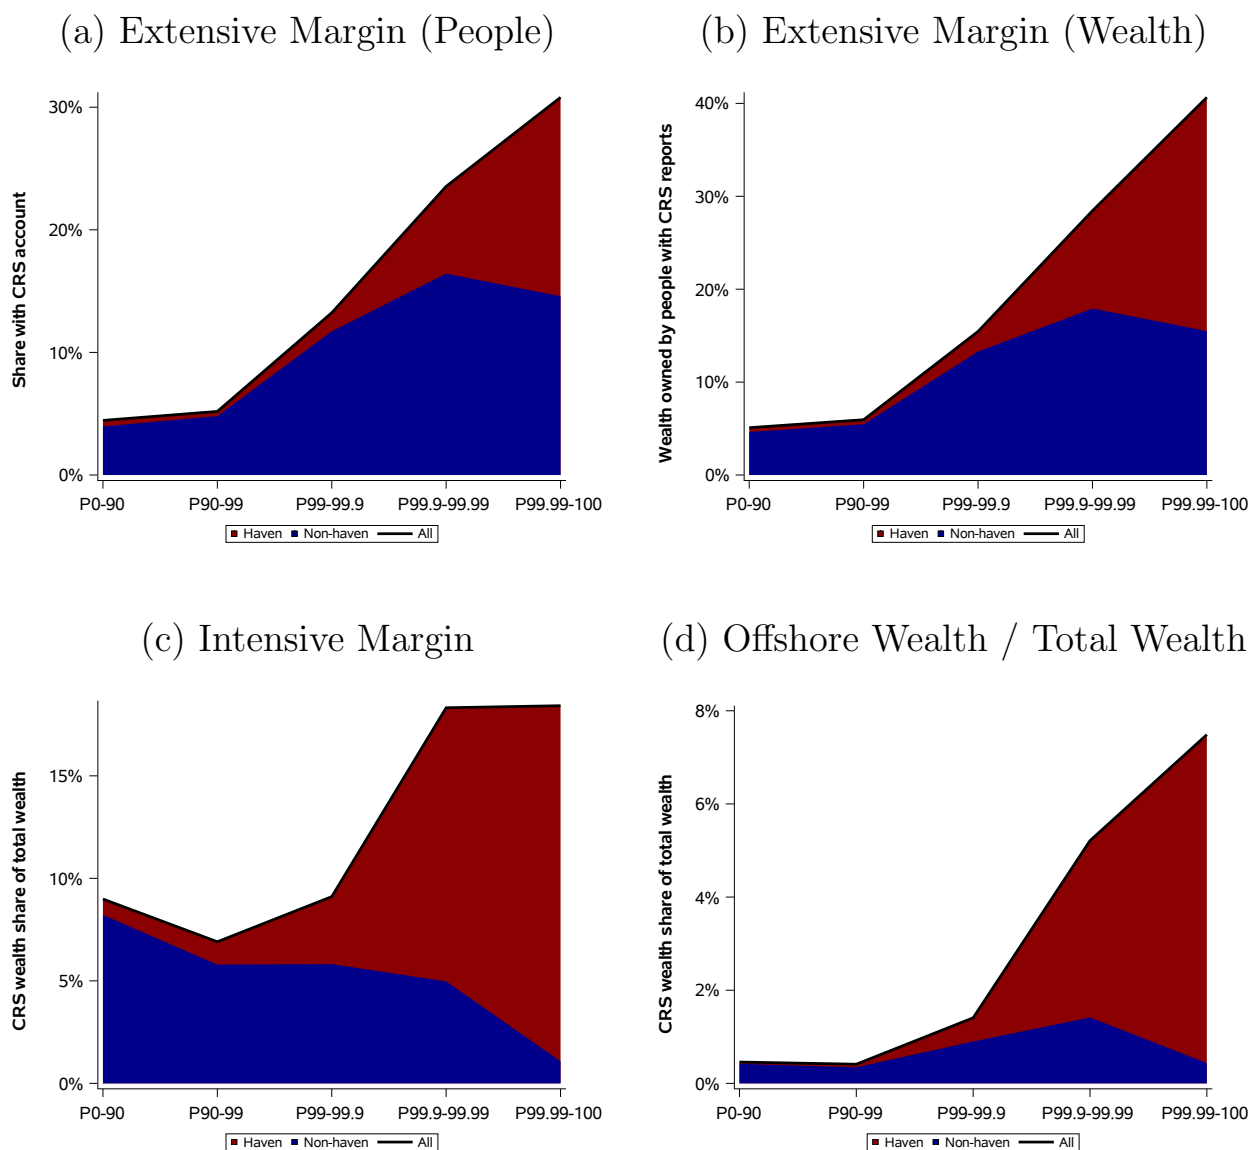 (a) Extensive Margin (People)
Share with CRS account
30%
20%
10%
0%
P0-90 P90-99 P99-99.9 P99.9-99.99 P99.99-100
Haven Non-haven All
(b) Extensive Margin (Wealth)
Wealth owned by people with CRS reports
40%
30%
20%
10%
0%
P0-90 P90-99 P99-99.9 P99.9-99.99 P99.99-100
Haven Non-haven All
(c) Intensive Margin
CRS wealth share of total wealth
15%
10%
5%
0%
P0-90 P90-99 P99-99.9 P99.9-99.99 P99.99-100
Haven Non-haven All
(d) Offshore Wealth / Total Wealth
CRS wealth share of total wealth
8%
6%
4%
2%
0%
P0-90 P90-99 P99-99.9 P99.9-99.99 P99.99-100
Haven Non-haven All